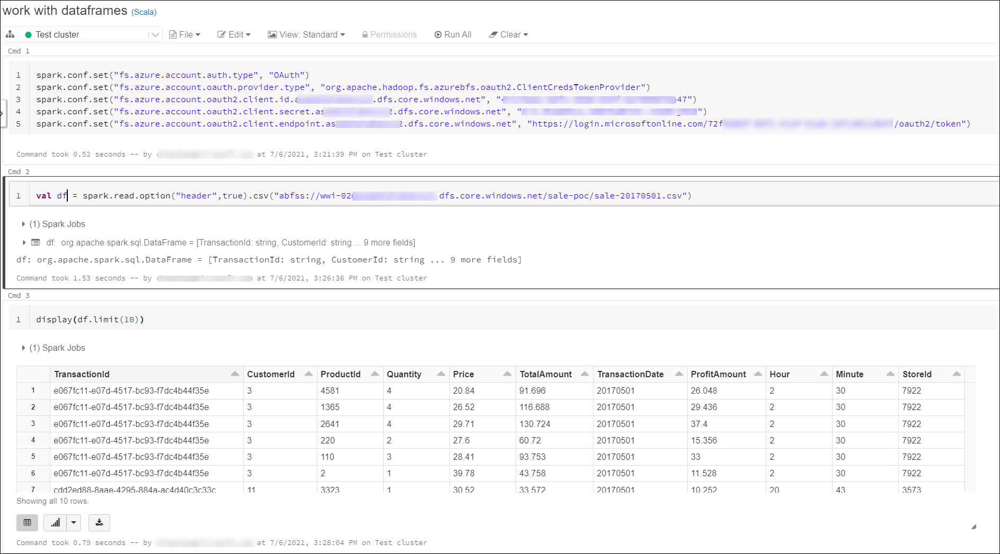 work with dataframes (Scala)
Test cluster File Edit View: Standard Permissions Run All Clear
Cmd 1
1 spark.conf.set("fs.azure.account.auth.type", "OAuth")
2 spark.conf.set("fs.azure.account.oauth.provider.type", "org.apache.hadoop.fs.azurebfs.oauth2.ClientCredsTokenProvider")
3 spark.conf.set("fs.azure.account.oauth2.client.id.a .dfs.core.windows.net", " 47")
4 spark.conf.set("fs.azure.account.oauth2.client.secret.as 2.dfs.core.windows.net", " ")
5 spark.conf.set("fs.azure.account.oauth2.client.endpoint.as 2.dfs.core.windows.net", "https://login.microsoftonline.com/72f /oauth2/token")
Command took 0.52 seconds -- by at 7/6/2021, 3:21:39 PM on Test cluster
Cmd 2
1 val df = spark.read.option("header",true).csv("abfss://wwi-02 dfs.core.windows.net/sale-poc/sale-20170501.csv")
(1) Spark Jobs
df: org.apache.spark.sql.DataFrame = [TransactionId: string, CustomerId: string ... 9 more fields]
df: org.apache.spark.sql.DataFrame = [TransactionId: string, CustomerId: string ... 9 more fields]
Command took 1.53 seconds -- by at 7/6/2021, 3:26:36 PM on Test cluster
Cmd 3
1 display(df.limit(10))
(1) Spark Jobs
TransactionId CustomerId ProductId Quantity Price TotalAmount TransactionDate ProfitAmount Hour Minute StoreId
1 e067fc11-e07d-4517-bc93-f7dc4b44f35e 3 4581 4 20.84 91.696 20170501 26.048 2 30 7922
2 e067fc11-e07d-4517-bc93-f7dc4b44f35e 3 1365 4 26.52 116.688 20170501 29.436 2 30 7922
3 e067fc11-e07d-4517-bc93-f7dc4b44f35e 3 2641 4 29.71 130.724 20170501 37.4 2 30 7922
4 e067fc11-e07d-4517-bc93-f7dc4b44f35e 3 220 2 27.6 60.72 20170501 15.356 2 30 7922
5 e067fc11-e07d-4517-bc93-f7dc4b44f35e 3 110 3 28.41 93.753 20170501 33 2 30 7922
6 e067fc11-e07d-4517-bc93-f7dc4b44f35e 3 2 1 39.78 43.758 20170501 11.528 2 30 7922
7 cdd2ed88-8aae-4295-884a-ac4d40c3c33c 11 3323 1 30.52 33.572 20170501 10.252 20 43 3573
Showing all 10 rows.
Command took 0.79 seconds -- by at 7/6/2021, 3:28:04 PM on Test cluster